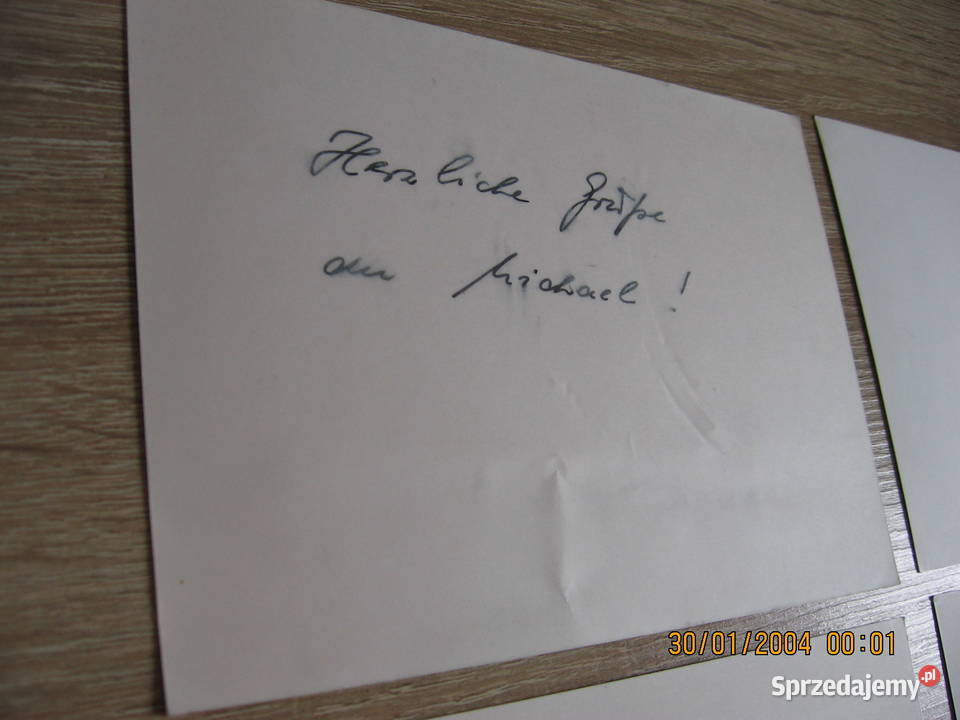 Herzliche Grüße
an Michael!
30/01/2004 00:01
Sprzedajemy.pl